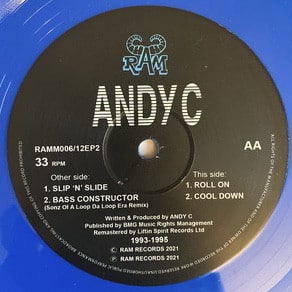 RAM
ANDY C
RAMM006/12EP2
33 RPM
AA
Other side:
1. SLIP 'N' SLIDE
2. BASS CONSTRUCTOR
(Sonz Of A Loop Da Loop Era Remix)
This side:
1. ROLL ON
2. COOL DOWN
Written & Produced by ANDY C
Published by BMG Music Rights Management
Remastered by Liftin Spirit Records Ltd
1993-1995
Ⓒ RAM RECORDS 2021
Ⓟ RAM RECORDS 2021